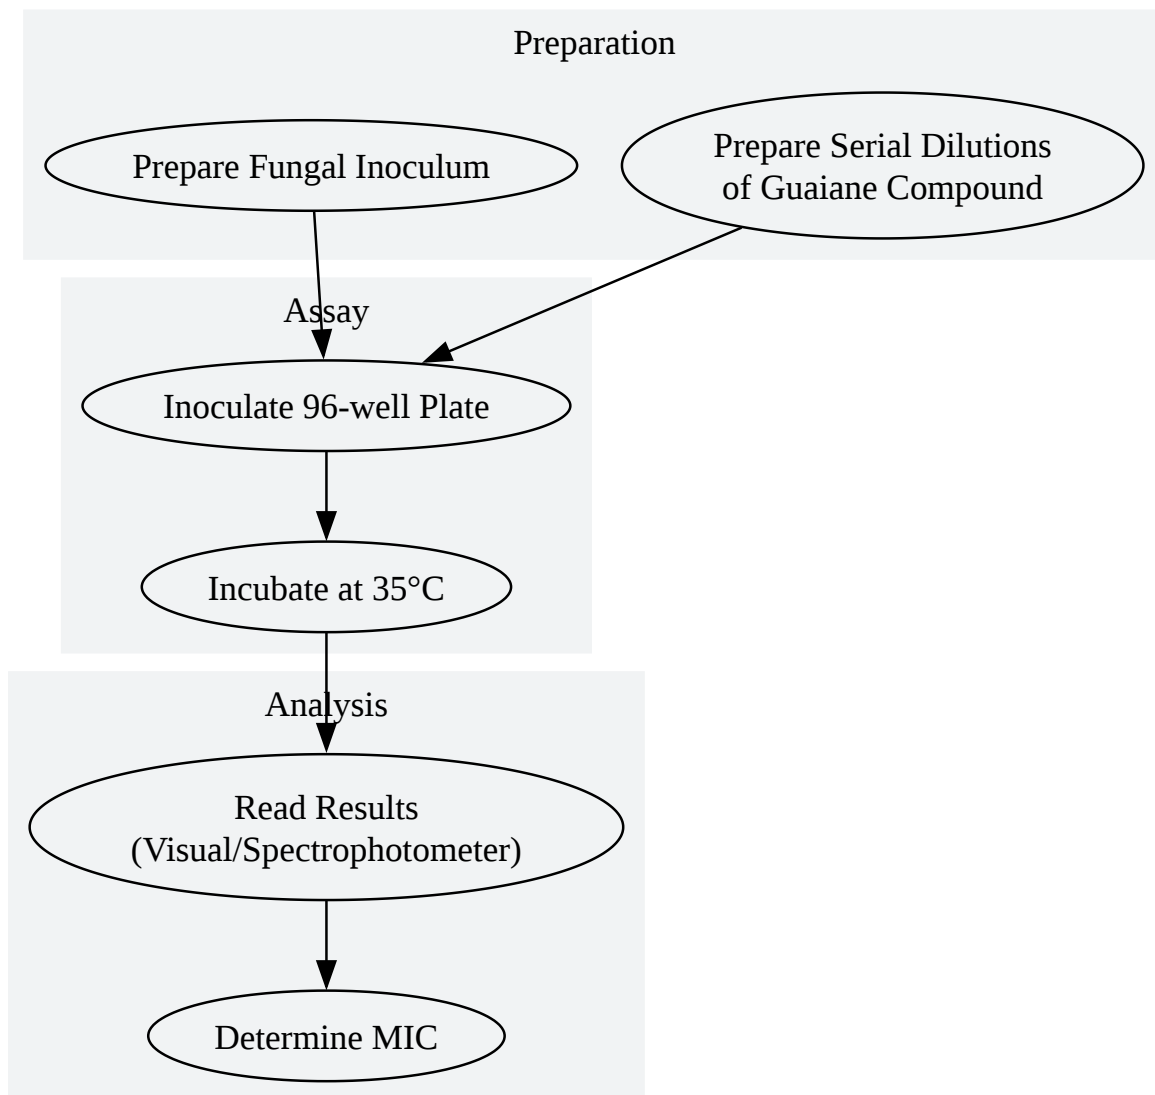 Preparation
Prepare Fungal Inoculum
Prepare Serial Dilutions
of Guaiane Compound
Assay
Inoculate 96-well Plate
Incubate at 35°C
Analysis
Read Results
(Visual/Spectrophotometer)
Determine MIC